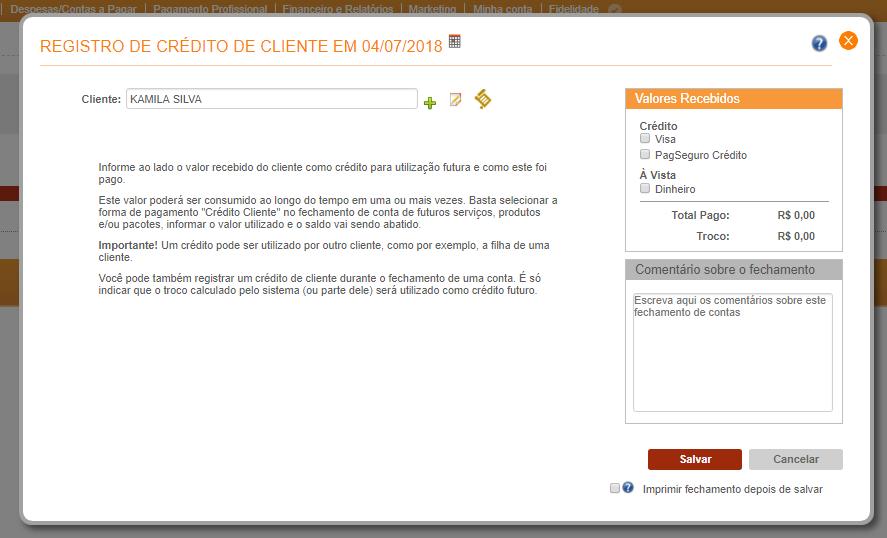 Despesas/Contas a Pagar | Pagamento Profissional | Financeiro e Relatórios | Marketing | Minha conta | Fidelidade
REGISTRO DE CRÉDITO DE CLIENTE EM 04/07/2018
Cliente: KAMILA SILVA
Informe ao lado o valor recebido do cliente como crédito para utilização futura e como este foi
pago.
Este valor poderá ser consumido ao longo do tempo em uma ou mais vezes. Basta selecionar a
forma de pagamento "Crédito Cliente" no fechamento de conta de futuros serviços, produtos
e/ou pacotes, informar o valor utilizado e o saldo vai sendo abatido.
Importante! Um crédito pode ser utilizado por outro cliente, como por exemplo, a filha de uma
cliente.
Você pode também registrar um crédito de cliente durante o fechamento de uma conta. É só
indicar que o troco calculado pelo sistema (ou parte dele) será utilizado como crédito futuro.
Valores Recebidos
Crédito
Visa
PagSeguro Crédito
À Vista
Dinheiro
Total Pago: R$ 0,00
Troco: R$ 0,00
Comentário sobre o fechamento
Escreva aqui os comentários sobre este
fechamento de contas
Salvar Cancelar
? Imprimir fechamento depois de salvar